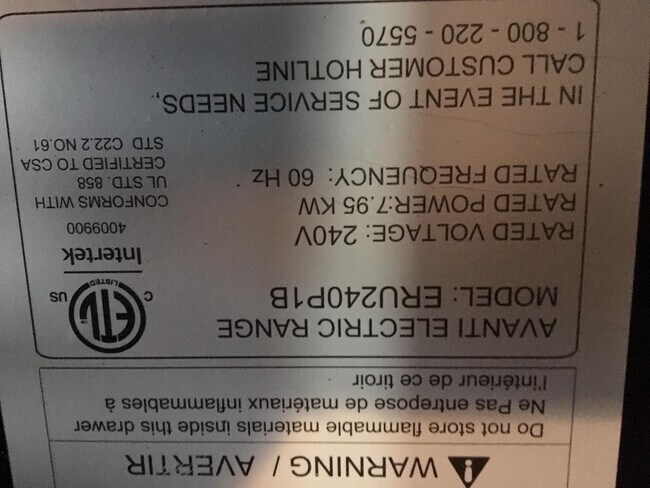 WARNING / AVERTIR
Do not store flammable materials inside this drawer
Ne Pas entrepose de matériaux inflammables à
l'intérieur de ce tiroir
AVANTI ELECTRIC RANGE
MODEL: ERU240P1B
RATED VOLTAGE: 240V
RATED POWER:7.95 KW
RATED FREQUENCY: 60 Hz
C ETL US
LISTED
Intertek
4009900
CONFORMS WITH
UL STD. 858
CERTIFIED TO CSA
STD C22.2 NO.61
IN THE EVENT OF SERVICE NEEDS,
CALL CUSTOMER HOTLINE
1 - 800 - 220 - 5570